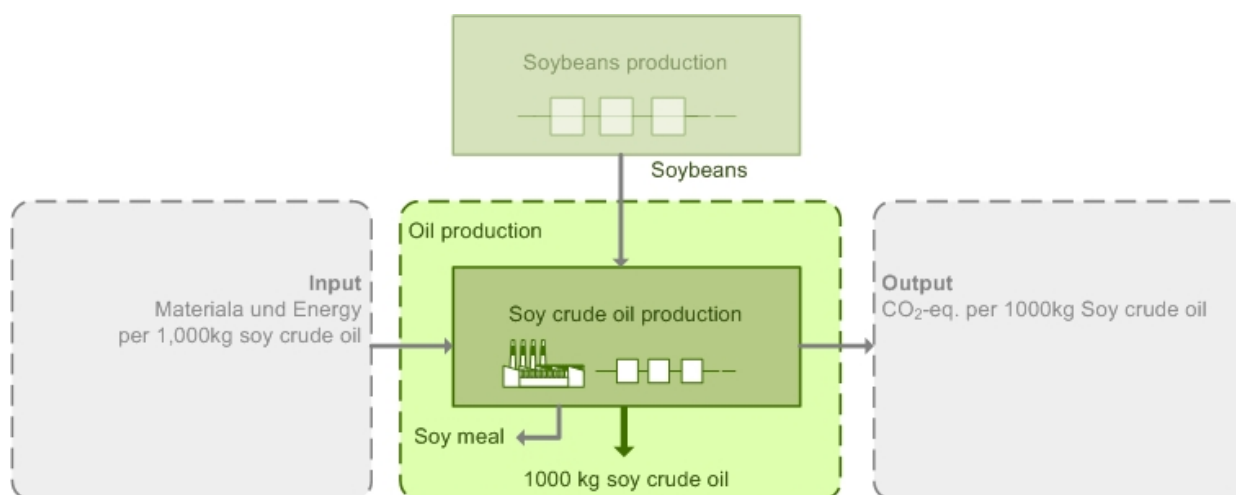 Soybeans production
Soybeans
Oil production
Input
Materiala und Energy
per 1,000kg soy crude oil
Soy crude oil production
Output
CO₂-eq. per 1000kg Soy crude oil
Soy meal
1000 kg soy crude oil